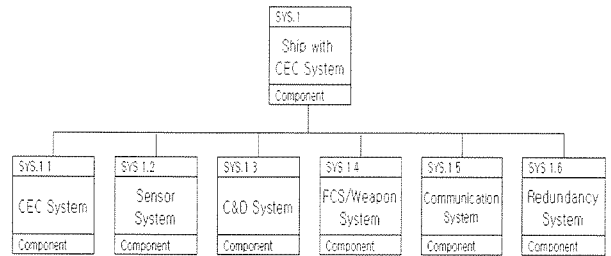 SYS.1
Ship with
CEC System
Component
SYS.1.1
CEC System
Component
SYS.1.2
Sensor
System
Component
SYS.1.3
C&D System
Component
SYS.1.4
FCS/Weapon
System
Component
SYS.1.5
Communication
System
Component
SYS.1.6
Redundancy
System
Component